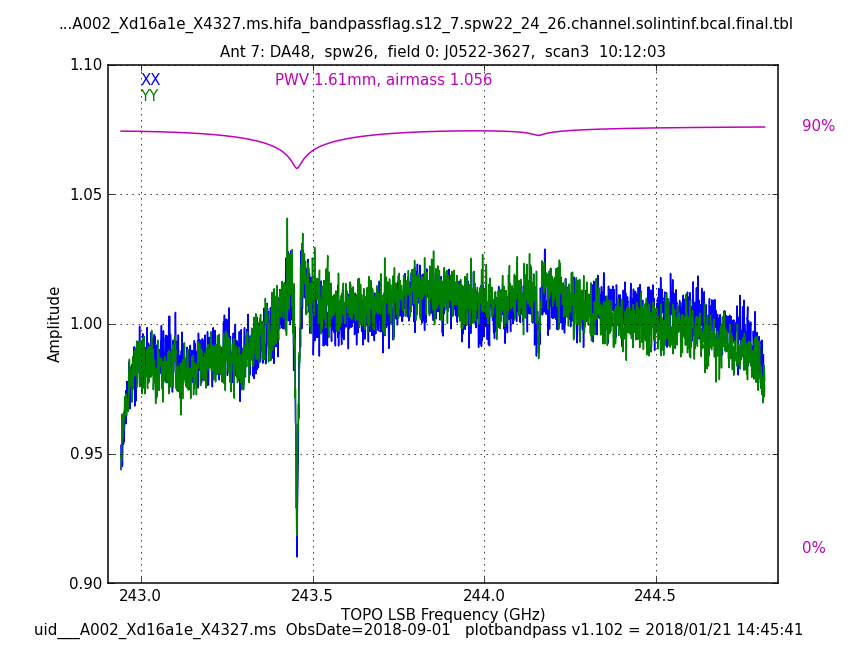 ...A002_Xd16a1e_X4327.ms.hifa_bandpassflag.s12_7.spw22_24_26.channel.solintinf.bcal.final.tbl
Ant 7: DA48,  spw26,  field 0: J0522-3627,  scan3  10:12:03
1.10
XX
PWV 1.61mm, airmass 1.056
YY
90%
1.05
1.00
Amplitude
0.95
0%
0.90
243.0
243.5
244.0
244.5
TOPO LSB Frequency (GHz)
uid___A002_Xd16a1e_X4327.ms  ObsDate=2018-09-01   plotbandpass v1.102 = 2018/01/21 14:45:41